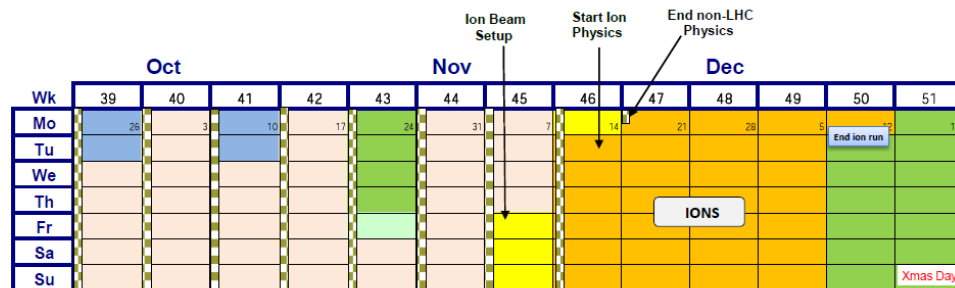 Ion Beam
Setup
Start Ion
Physics
End non-LHC
Physics
Oct
Nov
Dec
Wk 39 40 41 42 43 44 45 46 47 48 49 50 51
Mo 26 3 10 17 24 31 7 14 21 28 5 12
Tu
End ion run
We
Th
IONS
Fr
Sa
Su
Xmas Day